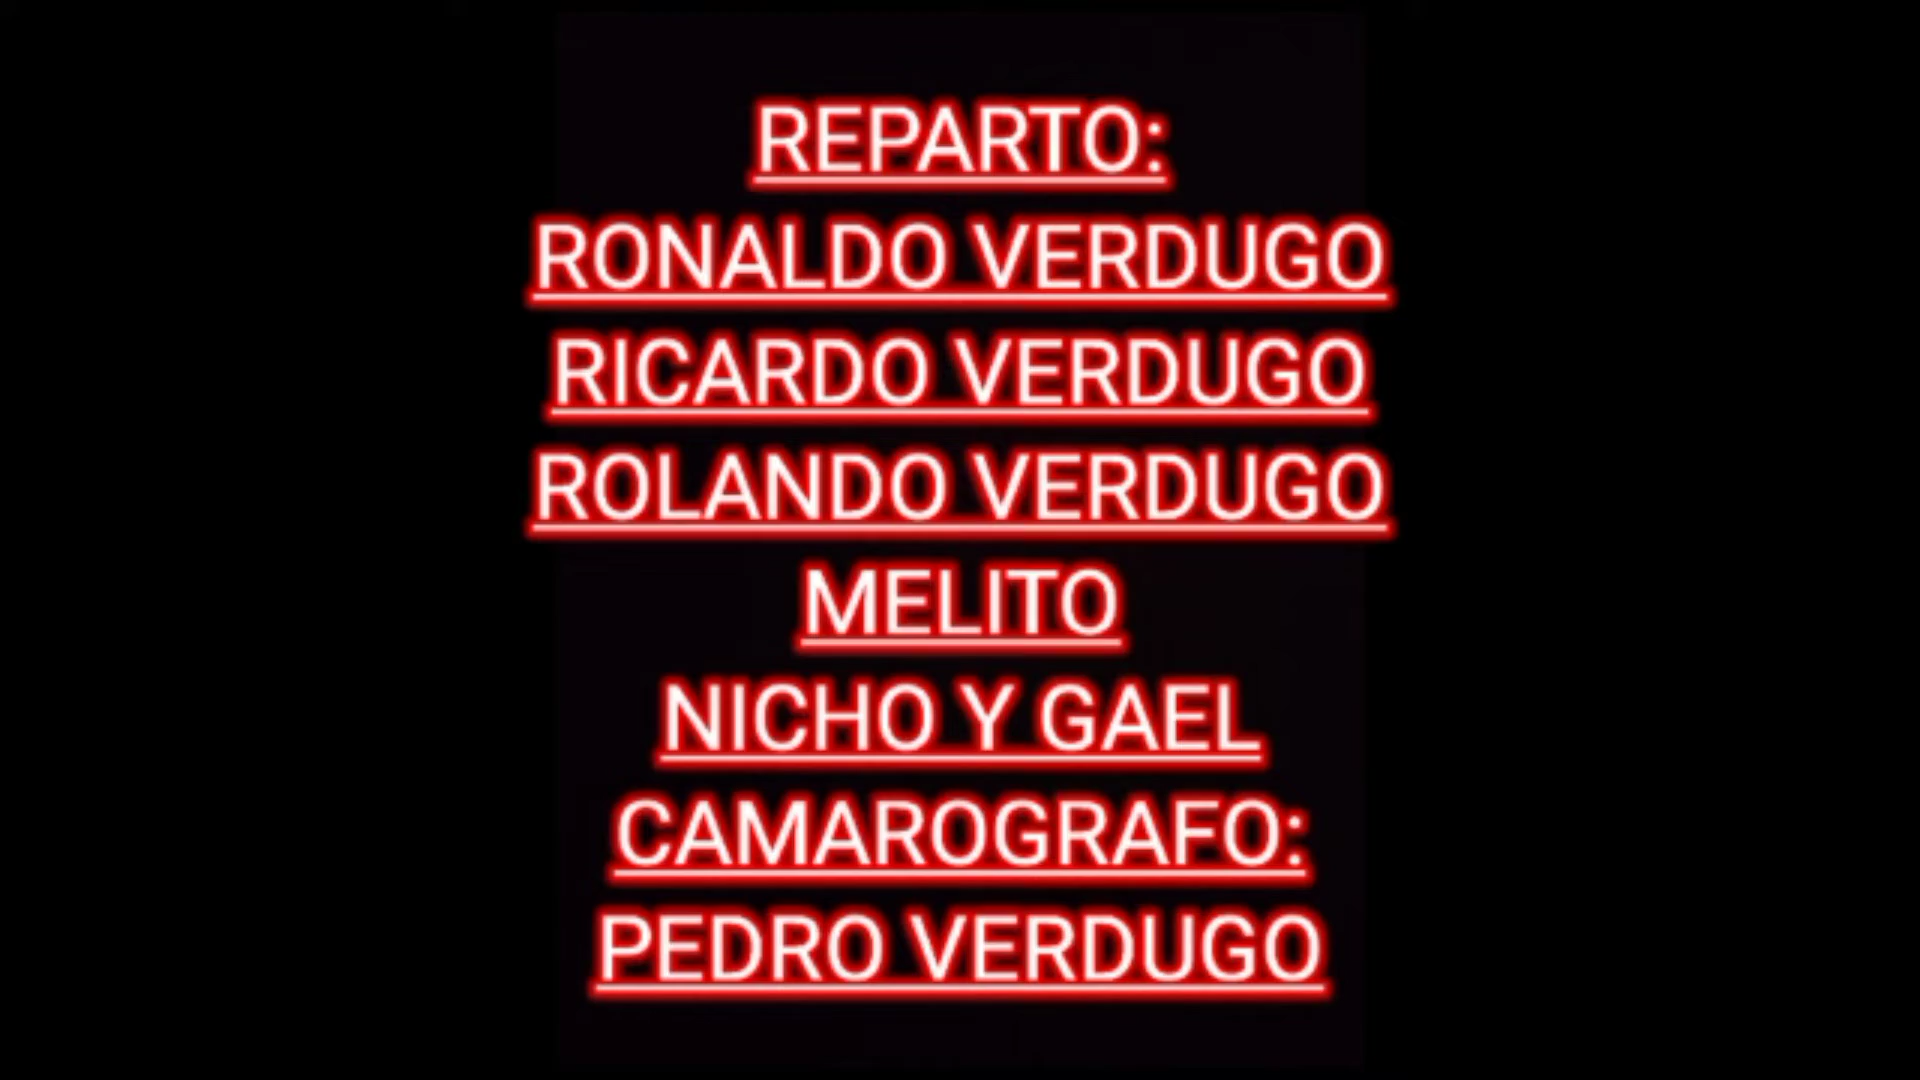 REPARTO:
RONALDO VERDUGO
RICARDO VERDUGO
ROLANDO VERDUGO
MELITO
NICHO Y GAEL
CAMAROGRAFO:
PEDRO VERDUGO